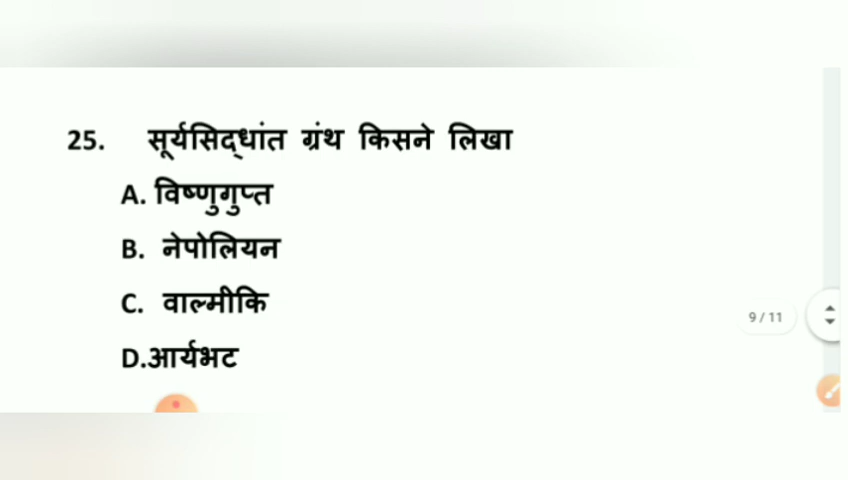 25. सूर्यसिद्धांत ग्रंथ किसने लिखा
A. विष्णुगुप्त
B. नेपोलियन
C. वाल्मीकि
9 / 11
D.आर्यभट